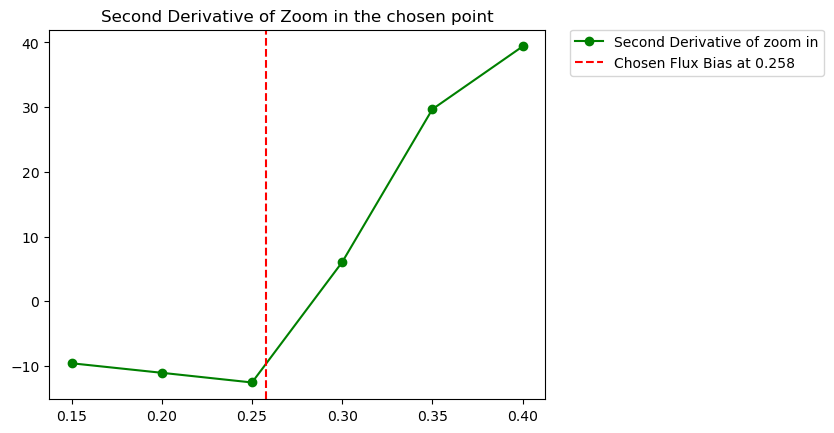 Second Derivative of Zoom in the chosen point
Second Derivative of zoom in
Chosen Flux Bias at 0.258
40
30
20
10
0
−10
0.15 0.20 0.25 0.30 0.35 0.40